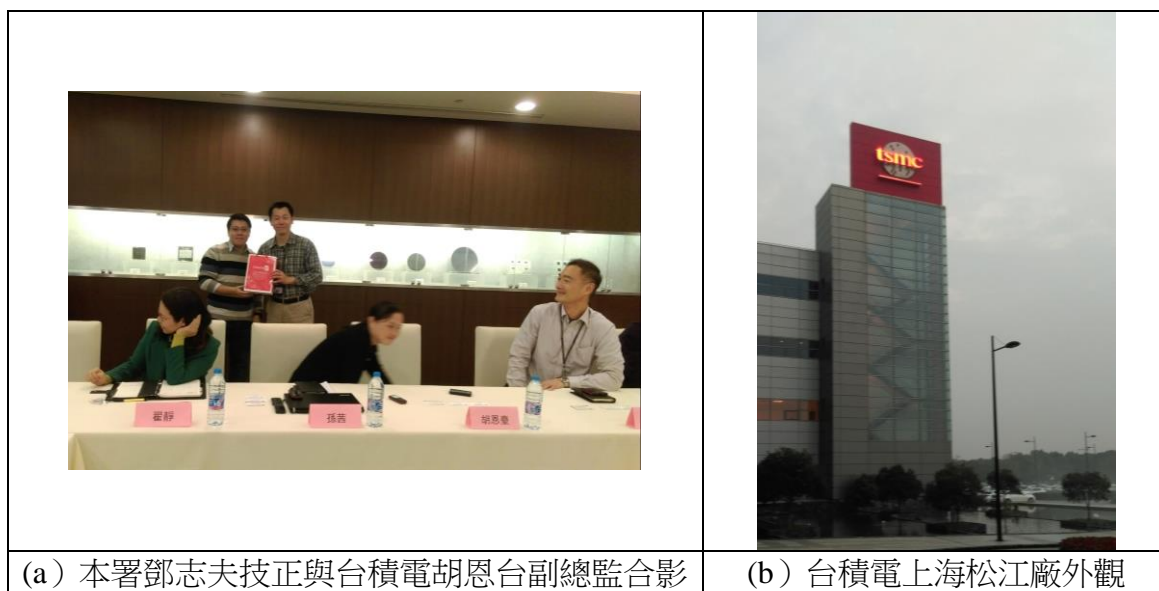 tsmc
翟靜
孫茜
胡恩臺
(a）本署鄧志夫技正與台積電胡恩台副總監合影
(b）台積電上海松江廠外觀